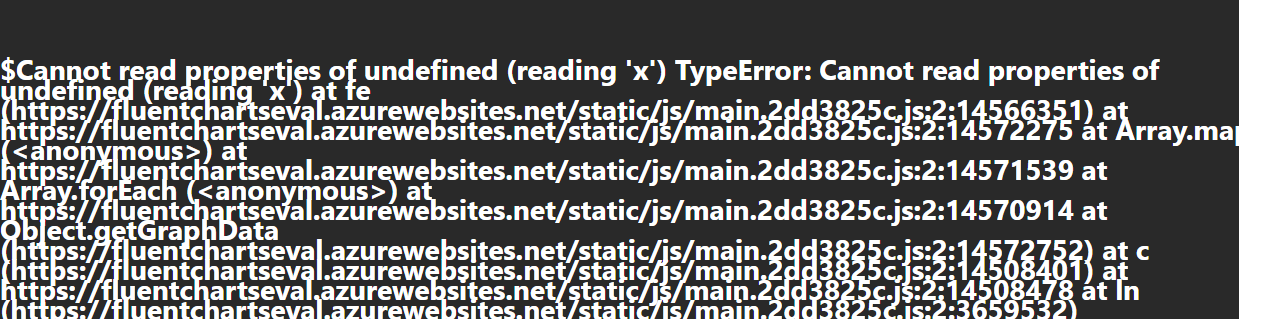 $Cannot read properties of undefined (reading 'x') TypeError: Cannot read properties of
undefined (reading 'x') at fe
(https://fluentchartseval.azurewebsites.net/static/js/main.2dd3825c.js:2:14566351) at
https://fluentchartseval.azurewebsites.net/static/js/main.2dd3825c.js:2:14572275 at Array.map
(<anonymous>) at
https://fluentchartseval.azurewebsites.net/static/js/main.2dd3825c.js:2:14571539 at
Array.forEach (<anonymous>) at
https://fluentchartseval.azurewebsites.net/static/js/main.2dd3825c.js:2:14570914 at
Object.getGraphData
(https://fluentchartseval.azurewebsites.net/static/js/main.2dd3825c.js:2:14572752) at c
(https://fluentchartseval.azurewebsites.net/static/js/main.2dd3825c.js:2:14508401) at
https://fluentchartseval.azurewebsites.net/static/js/main.2dd3825c.js:2:14508478 at ln
(https://fluentchartseval.azurewebsites.net/static/js/main.2dd3825c.js:2:3659532)